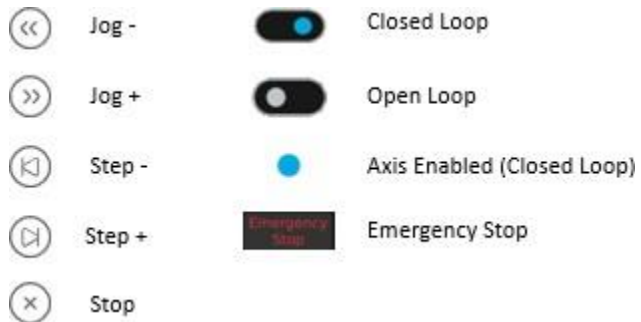 Jog -
Closed Loop
Jog +
Open Loop
Step -
Axis Enabled (Closed Loop)
Step +
Emergency
Stop
Emergency Stop
Stop